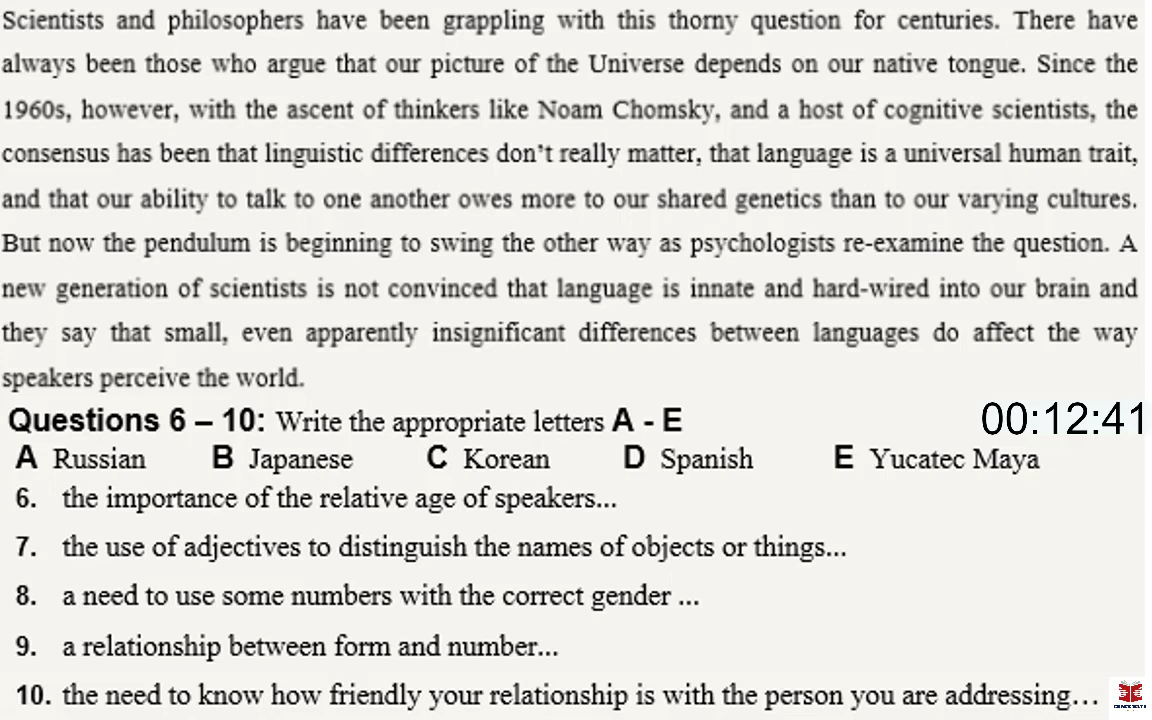 Scientists and philosophers have been grappling with this thorny question for centuries. There have
always been those who argue that our picture of the Universe depends on our native tongue. Since the
1960s, however, with the ascent of thinkers like Noam Chomsky, and a host of cognitive scientists, the
consensus has been that linguistic differences don't really matter, that language is a universal human trait,
and that our ability to talk to one another owes more to our shared genetics than to our varying cultures.
But now the pendulum is beginning to swing the other way as psychologists re-examine the question. A
new generation of scientists is not convinced that language is innate and hard-wired into our brain and
they say that small, even apparently insignificant differences between languages do affect the way
speakers perceive the world.
Questions 6 – 10: Write the appropriate letters A - E
00:12:41
A Russian B Japanese C Korean D Spanish E Yucatec Maya
6. the importance of the relative age of speakers...
7. the use of adjectives to distinguish the names of objects or things...
8. a need to use some numbers with the correct gender ...
9. a relationship between form and number...
10. the need to know how friendly your relationship is with the person you are addressing...